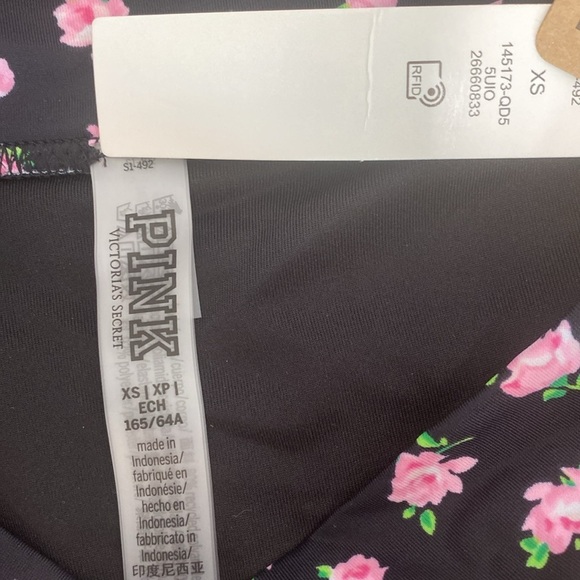 492
XS
145173-QD5
5UIO
26660833
RFID
S1-492
PINK
VICTORIA'S SECRET
XS | XP |
ECH
165/64A
made in
Indonesia/
fabriqué en
Indonésie/
hecho en
Indonesia/
fabbricato in
Indonesia/
印度尼西亚